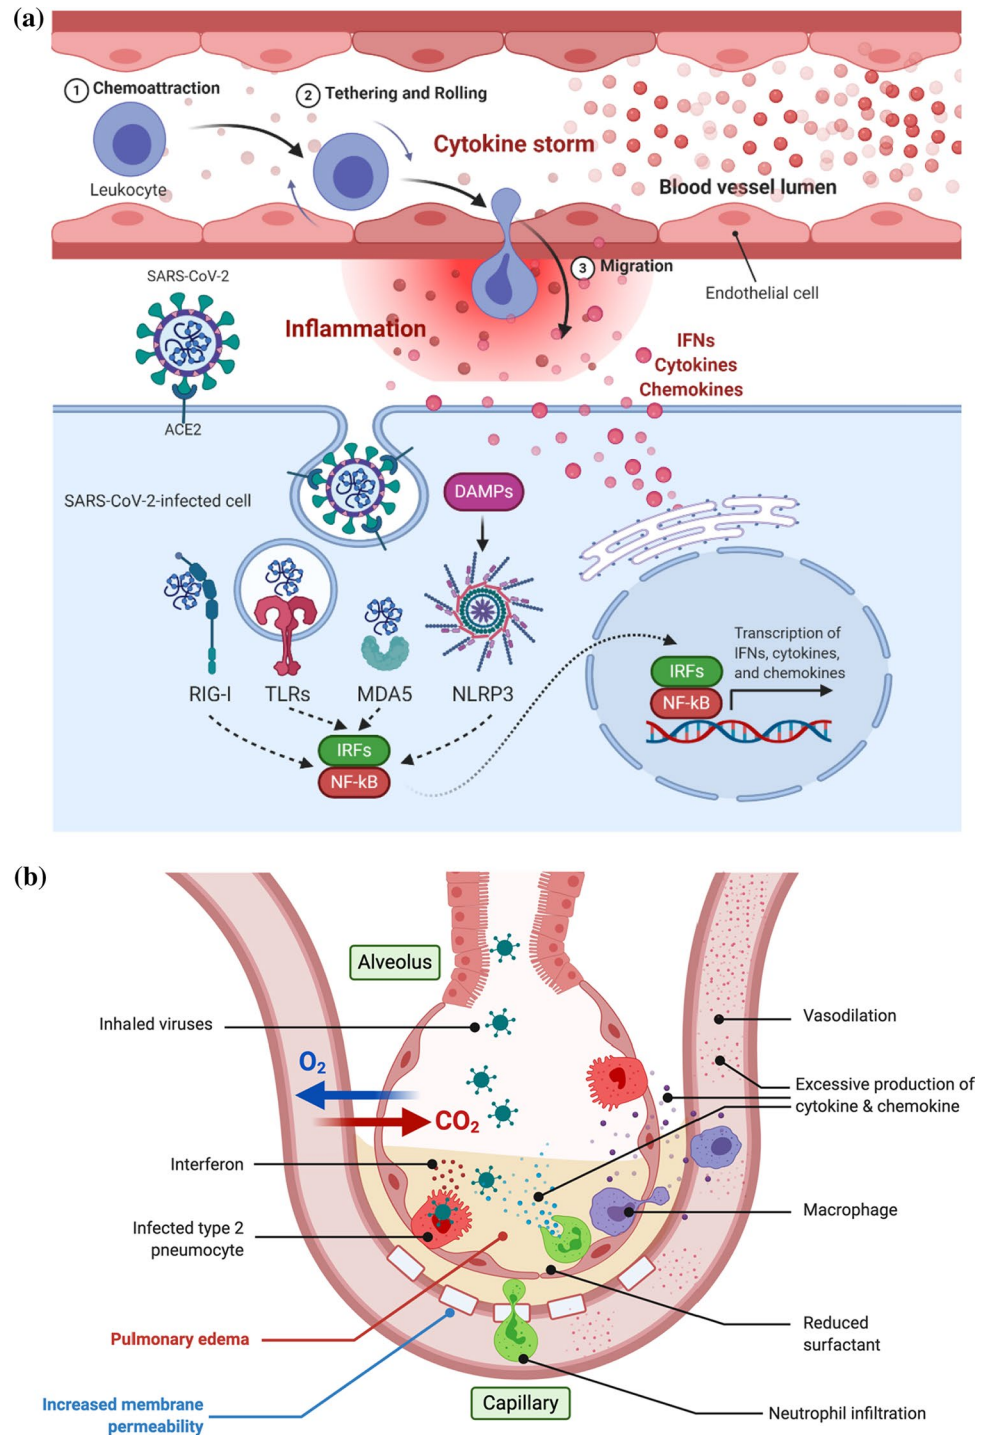 (a)
1 Chemoattraction
2 Tethering and Rolling
Cytokine storm
Leukocyte
Blood vessel lumen
3 Migration
SARS-CoV-2
Endothelial cell
Inflammation
IFNs
Cytokines
Chemokines
ACE2
SARS-CoV-2-infected cell
DAMPs
Transcription of
IFNs, cytokines,
and chemokines
IRFs
NF-kB
RIG-I
TLRs
MDA5
NLRP3
IRFs
NF-kB
(b)
Alveolus
Inhaled viruses
Vasodilation
O₂
Excessive production of
cytokine & chemokine
CO₂
Interferon
Macrophage
Infected type 2
pneumocyte
Pulmonary edema
Reduced
surfactant
Increased membrane
permeability
Capillary
Neutrophil infiltration